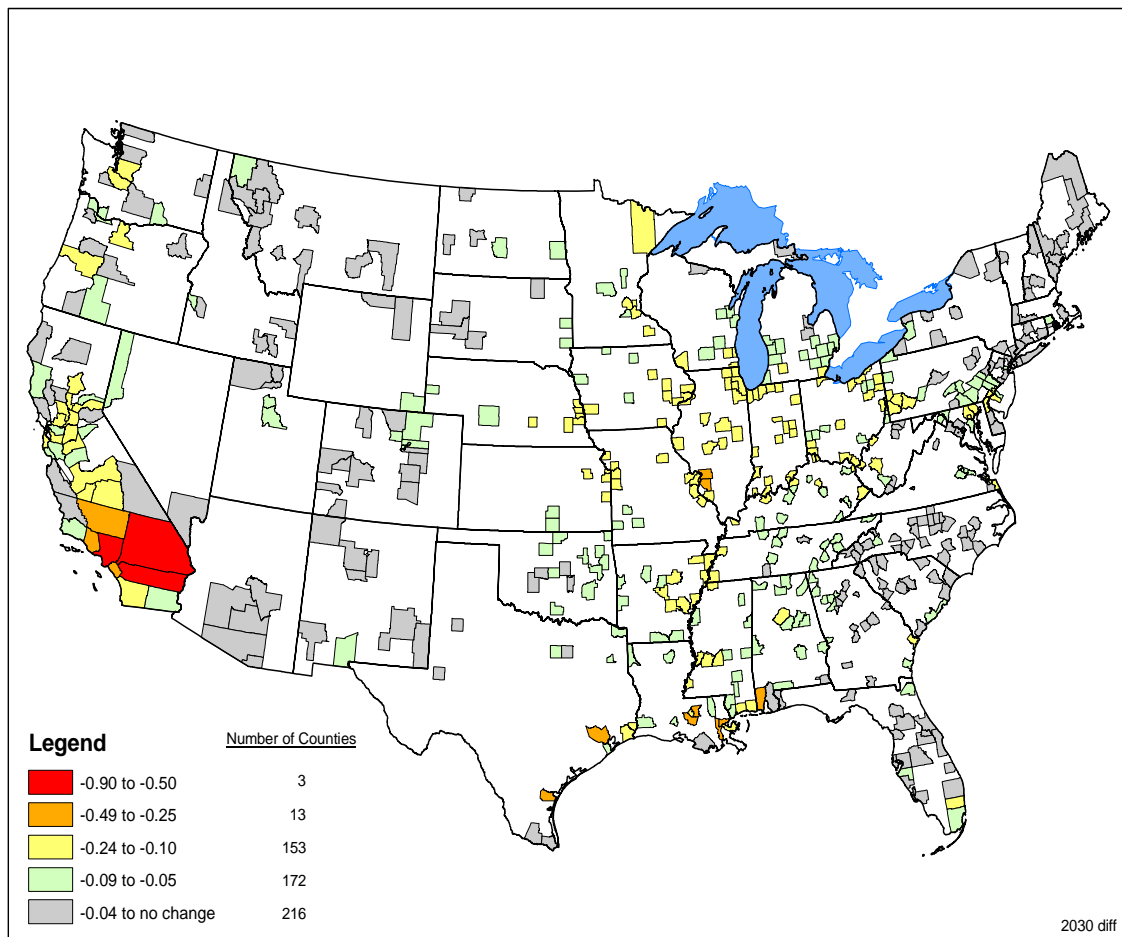 Legend Number of Counties
-0.90 to -0.50 3
-0.49 to -0.25 13
-0.24 to -0.10 153
-0.09 to -0.05 172
-0.04 to no change 216
2030 diff